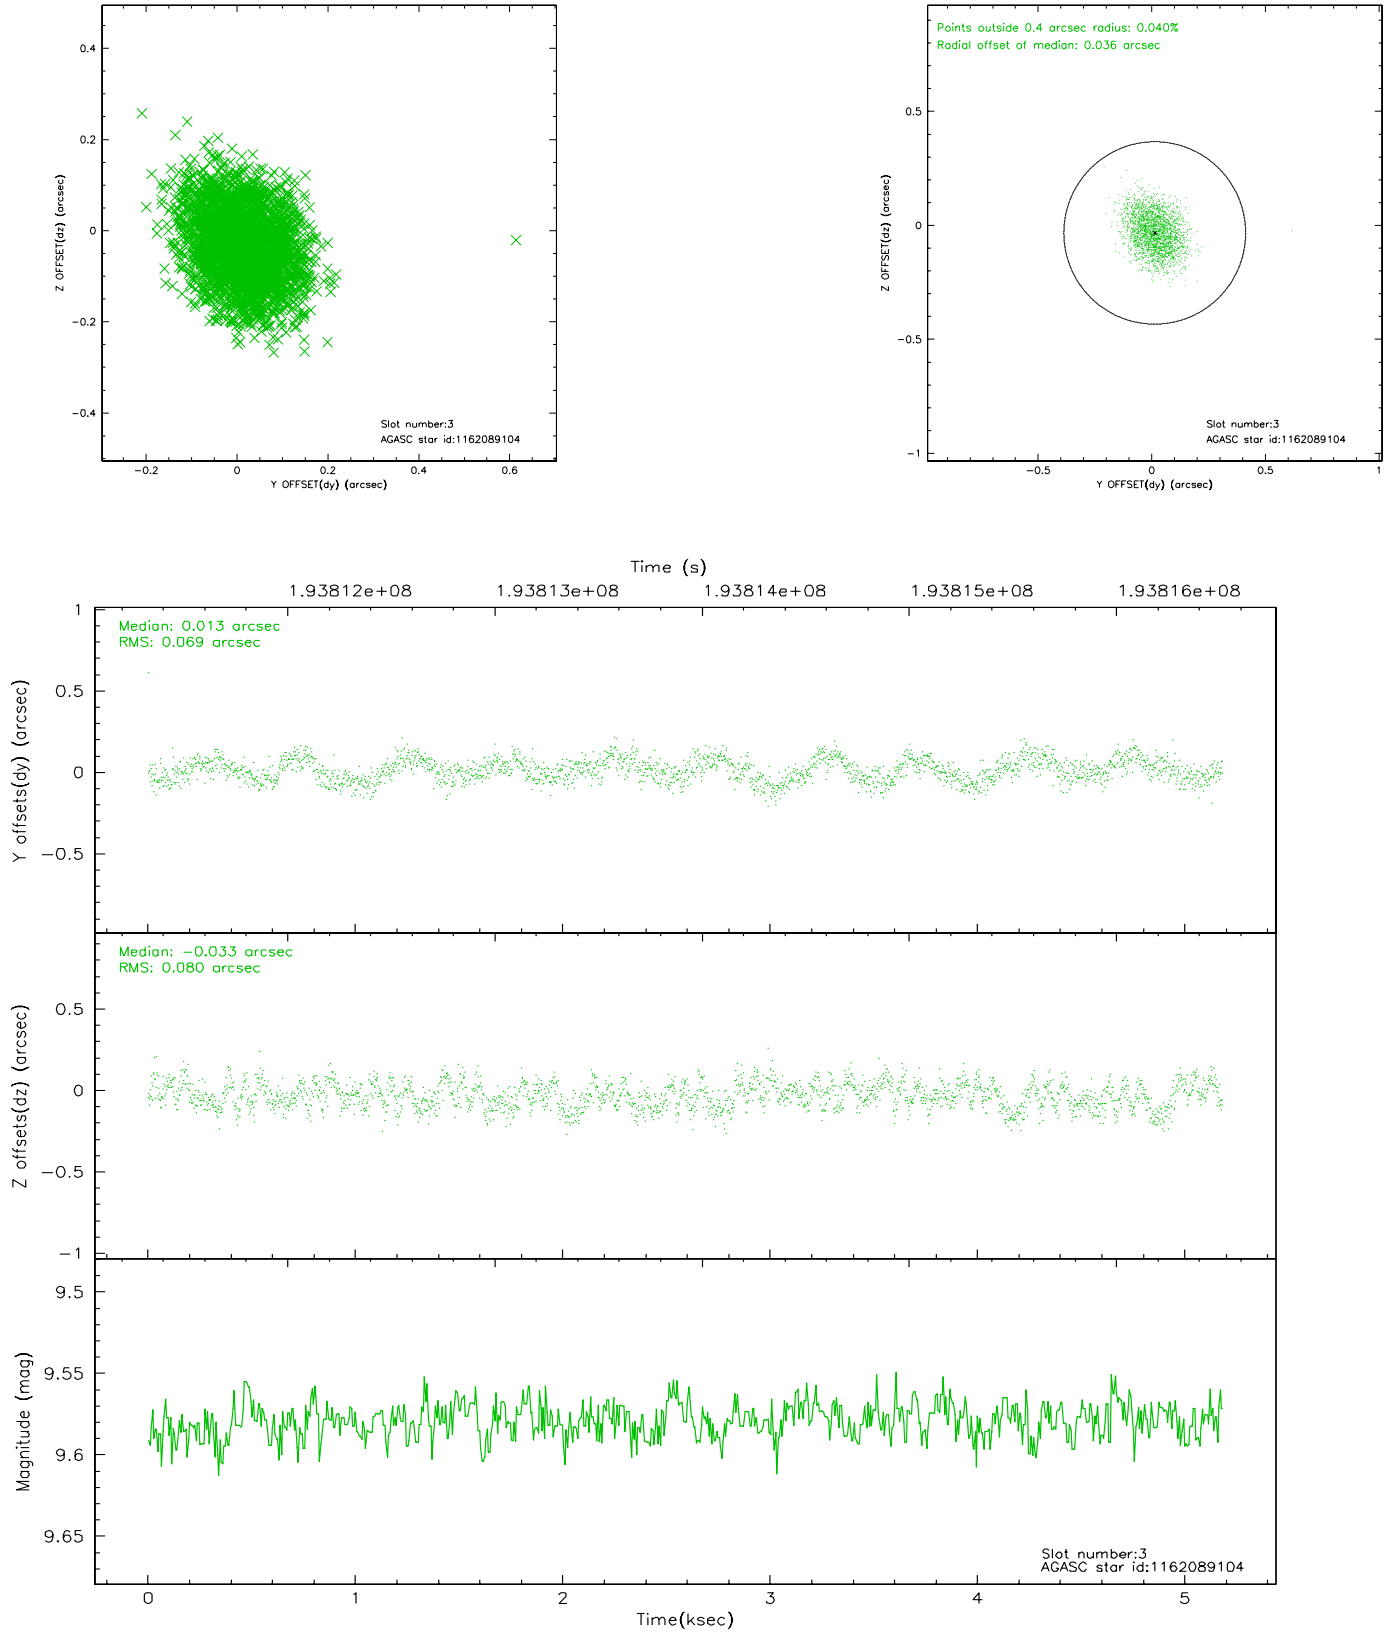 0.4
0.2
0
−0.2
−0.4
Z OFFSET(dz) (arcsec)
Slot number:3
AGASC star id:1162089104
−0.2 0 0.2 0.4 0.6
Y OFFSET(dy) (arcsec)
Points outside 0.4 arcsec radius: 0.040%
Radial offset of median: 0.036 arcsec
0.5
0
−0.5
−1
Z OFFSET(dz) (arcsec)
Slot number:3
AGASC star id:1162089104
−0.5 0 0.5 1
Y OFFSET(dy) (arcsec)
Time (s)
1.93812e+08 1.93813e+08 1.93814e+08 1.93815e+08 1.93816e+08
Median: 0.013 arcsec
RMS: 0.069 arcsec
1
0.5
0
−0.5
Y offsets(dy) (arcsec)
Median: −0.033 arcsec
RMS: 0.080 arcsec
0.5
0
−0.5
−1
Z offsets(dz) (arcsec)
9.5
9.55
9.6
9.65
Magnitude (mag)
Slot number:3
AGASC star id:1162089104
0 1 2 3 4 5
Time(ksec)